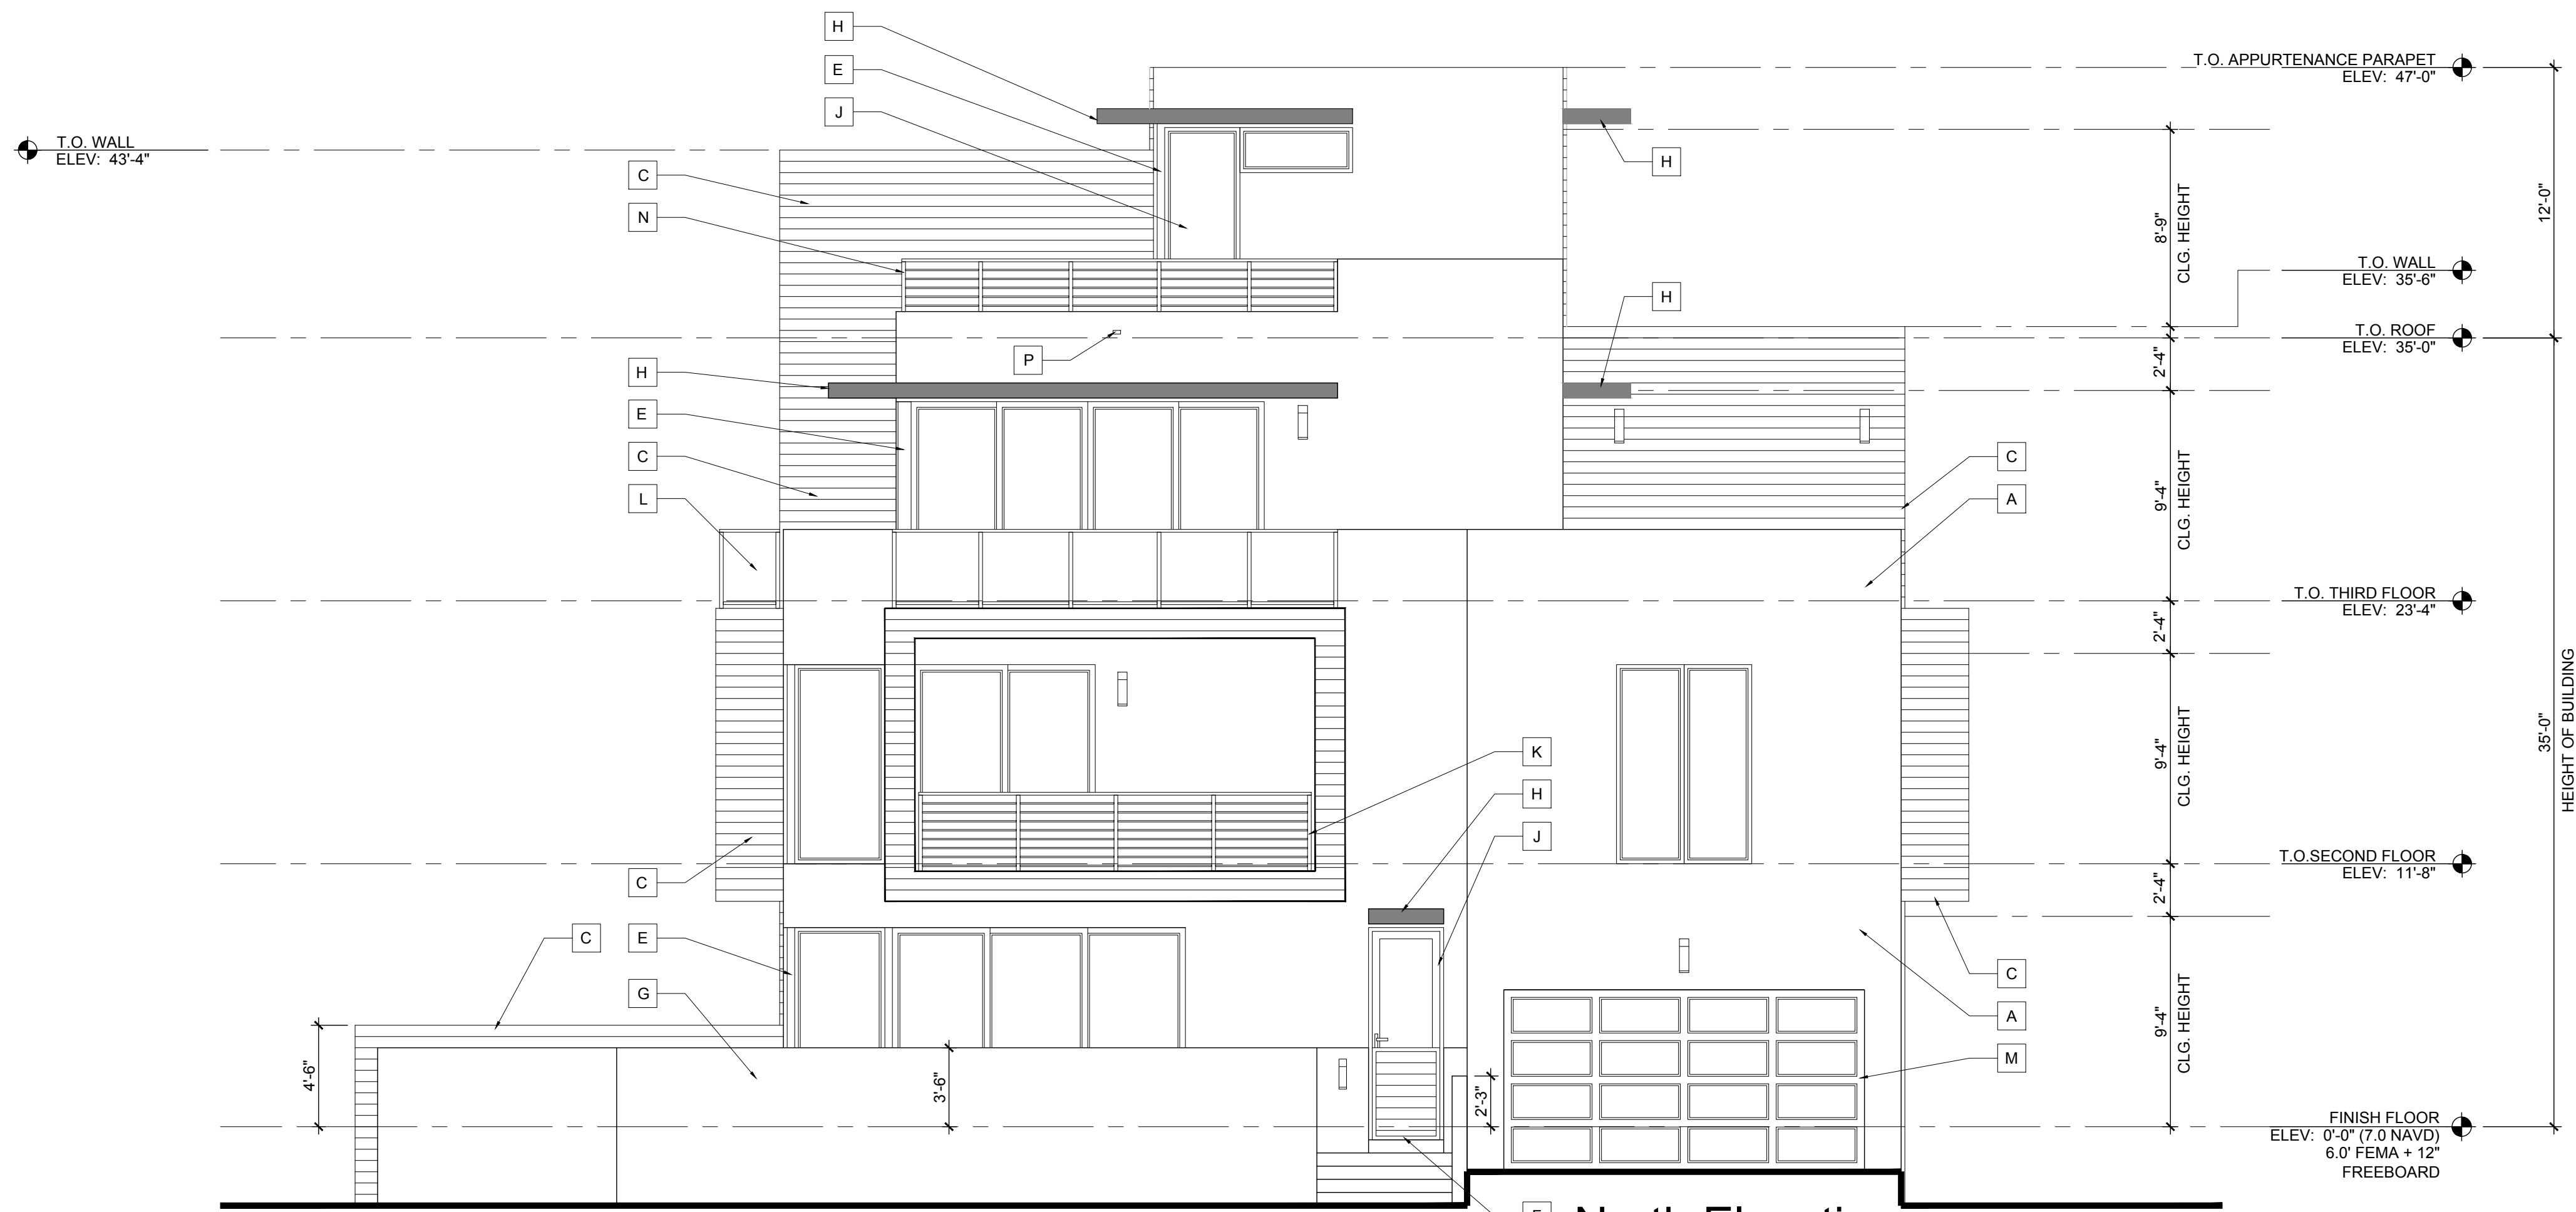 H
E
J
T.O. APPURTENANCE PARAPET
ELEV: 47'-0"
T.O. WALL
ELEV: 43'-4"
H
C
N
8'-9"
CLG. HEIGHT
12'-0"
T.O. WALL
ELEV: 35'-6"
H
P
T.O. ROOF
ELEV: 35'-0"
2'-4"
H
E
C
L
C
A
9'-4"
CLG. HEIGHT
T.O. THIRD FLOOR
ELEV: 23'-4"
2'-4"
K
H
J
9'-4"
CLG. HEIGHT
35'-0"
HEIGHT OF BUILDING
T.O.SECOND FLOOR
ELEV: 11'-8"
2'-4"
C
C
E
G
C
A
M
9'-4"
CLG. HEIGHT
4'-6"
3'-6"
2'-3"
FINISH FLOOR
ELEV: 0'-0" (7.0 NAVD)
6.0' FEMA + 12"
FREEBOARD
North